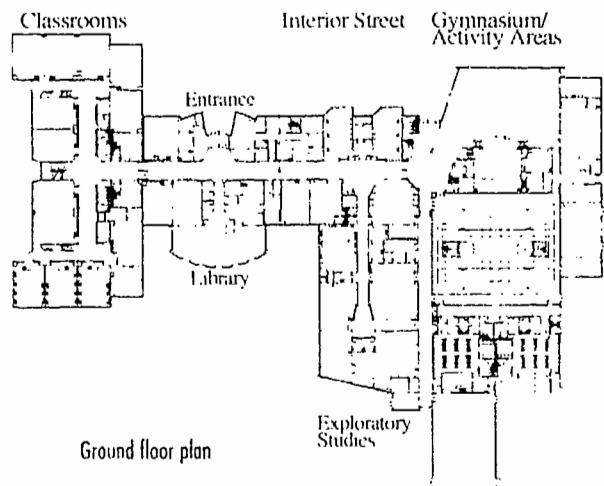 Classrooms
Interior Street
Gymnasium/
Activity Areas
Entrance
Library
Exploratory
Studies
Ground floor plan